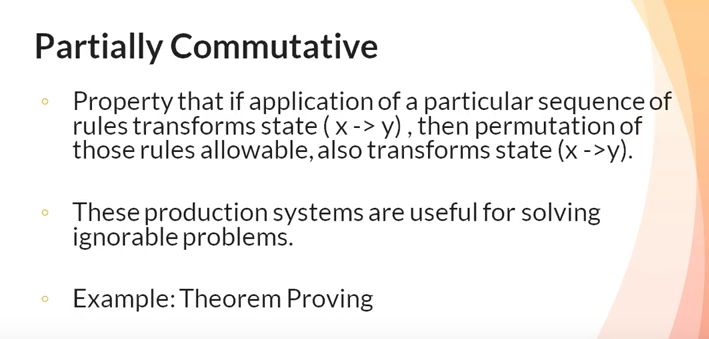 Partially Commutative
Property that if application of a particular sequence of
rules transforms state ( x -> y) , then permutation of
those rules allowable, also transforms state (x ->y).
These production systems are useful for solving
ignorable problems.
Example: Theorem Proving